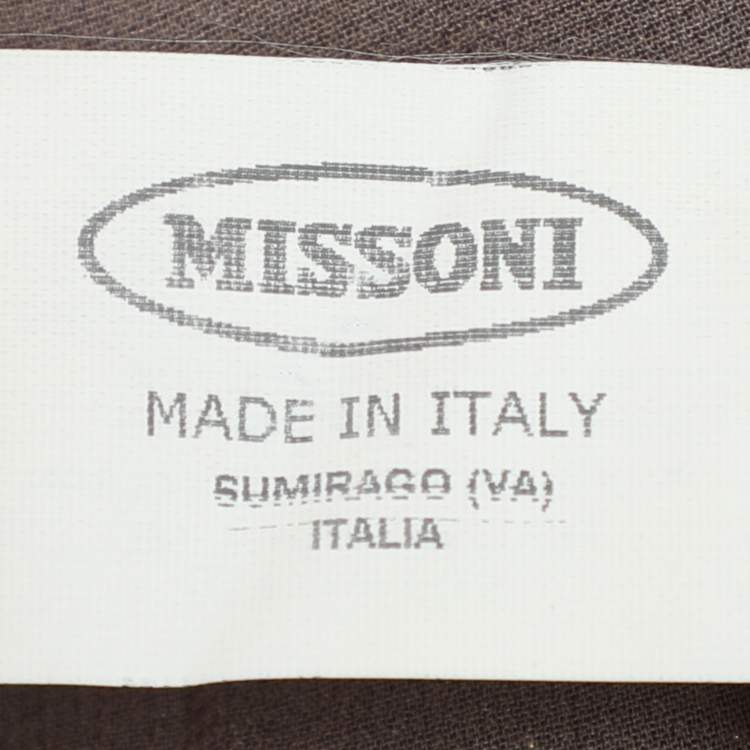 MISSONI
MADE IN ITALY
SUMIRAGO (VA)
ITALIA